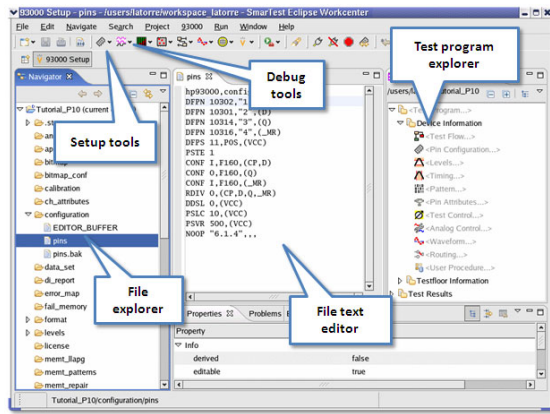 93000 Setup - pins - /users/latorre/workspace_latorre - SmarTest Eclipse Workcenter
File Edit Navigate Search Project 93000 Run Window Help
93000 Setup
Navigator
pins
Debug tools
Test program explorer
Setup tools
File explorer
File text editor
/users/la
utorial_P10
Tutorial_P10 (current
.s
an
ap
bitmap
bitmap_conf
calibration
ch_attributes
configuration
EDITOR_BUFFER
pins
pins.bak
data_set
di_report
error_map
fail_memory
format
levels
license
memt_llapg
memt_patterns
memt_repair
hp93000,config
DFPN 10302,"1
DFPN 10301,"2",(D)
DFPN 10314,"3",(Q)
DFPN 10316,"4",(_MR)
DFPS 11,POS,(VCC)
PSTE 1
CONF I,F160,(CP,D)
CONF O,F160,(Q)
CONF I,F160,(_MR)
RDIV 0,(CP,D,Q,_MR)
DDSL 0,(VCC)
PSLC 10,(VCC)
PSVR 500,(VCC)
NOOP "6.1.4",,,
<Test Program...>
Device Information
<Test Flow...>
<Pin Configuration...>
<Levels...>
<Timing...>
<Pattern...>
<Pin Attributes...>
<Test Control...>
<Analog Control...>
<Waveform...>
<Routing...>
<User Procedure...>
Testfloor Information
Test Results
Properties
Problems
Property
Info
derived false
editable true
Tutorial_P10/configuration/pins